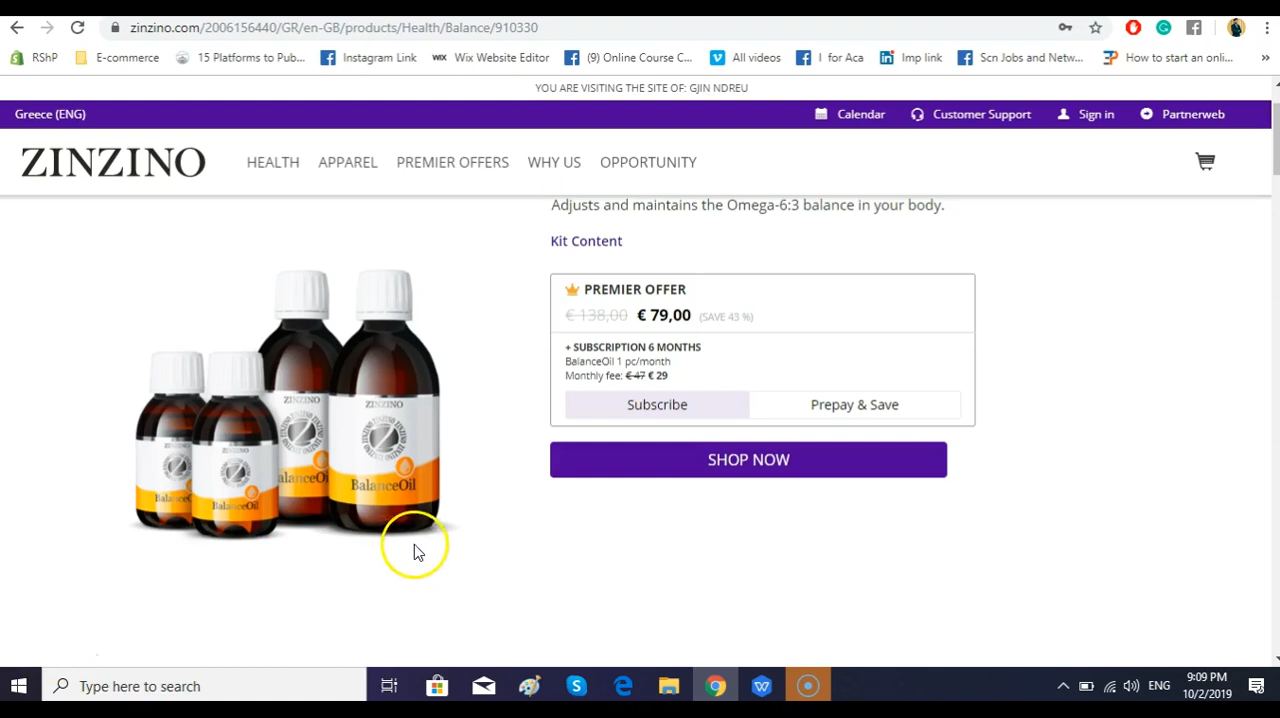 zinzino.com/2006156440/GR/en-GB/products/Health/Balance/910330
RShP E-commerce 15 Platforms to Pub... Instagram Link WIX Wix Website Editor (9) Online Course C... All videos I for Aca Imp link Scn Jobs and Netw... How to start an onli... »
YOU ARE VISITING THE SITE OF: GJIN NDREU
Greece (ENG) Calendar Customer Support Sign in Partnerweb
ZINZINO HEALTH APPAREL PREMIER OFFERS WHY US OPPORTUNITY
Adjusts and maintains the Omega-6:3 balance in your body.
Kit Content
PREMIER OFFER
€ 138,00 € 79,00 (SAVE 43 %)
+ SUBSCRIPTION 6 MONTHS
BalanceOil 1 pc/month
Monthly fee: € 47 € 29
Subscribe Prepay & Save
SHOP NOW
ZINZINO ZINZINO
BalanceOil
BalanceOil
Type here to search
ENG
9:09 PM
10/2/2019